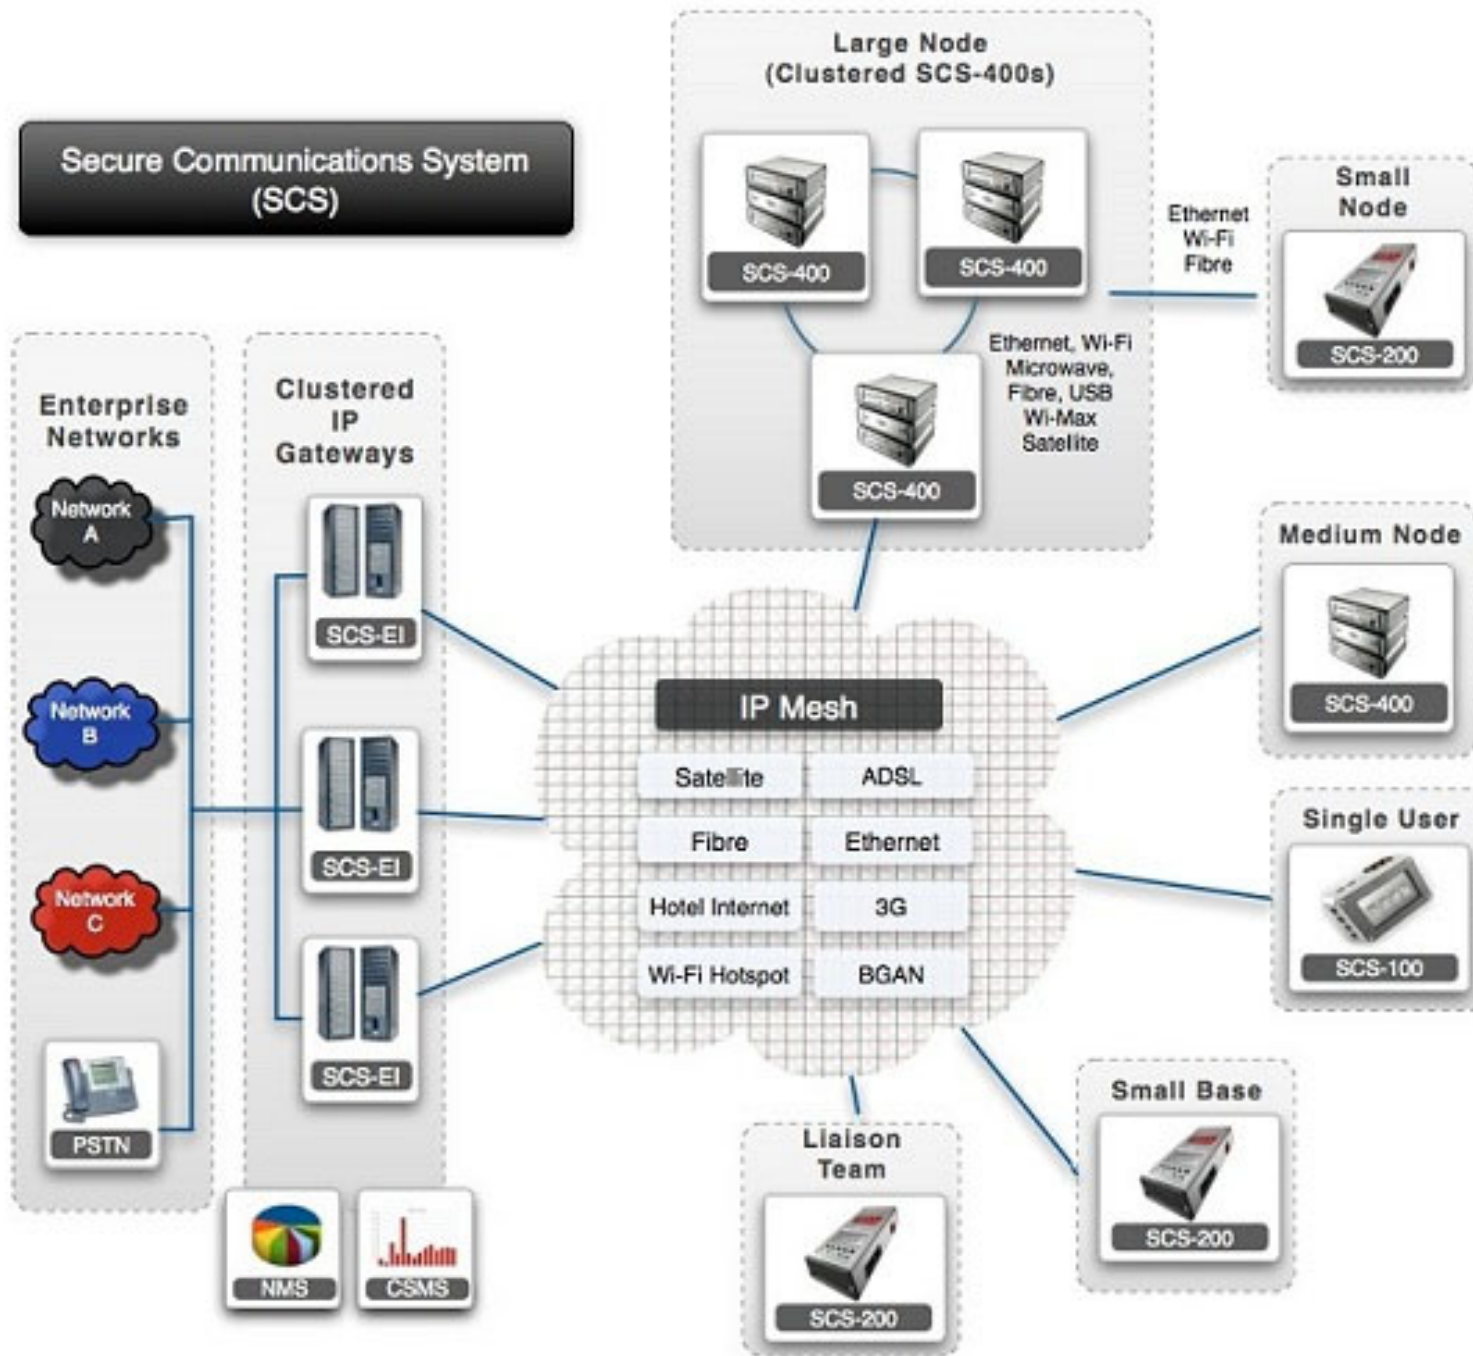 Secure Communications System
(SCS)
Large Node
(Clustered SCS-400s)
SCS-400
SCS-400
SCS-400
Ethernet, Wi-Fi
Microwave,
Fibre, USB
Wi-Max
Satellite
Ethernet
Wi-Fi
Fibre
Small
Node
SCS-200
Enterprise
Networks
Network
A
Network
B
Network
C
PSTN
Clustered
IP
Gateways
SCS-EI
SCS-EI
SCS-EI
NMS
CSMS
IP Mesh
Satellite
ADSL
Fibre
Ethernet
Hotel Internet
3G
Wi-Fi Hotspot
BGAN
Medium Node
SCS-400
Single User
SCS-100
Small Base
SCS-200
Liaison
Team
SCS-200